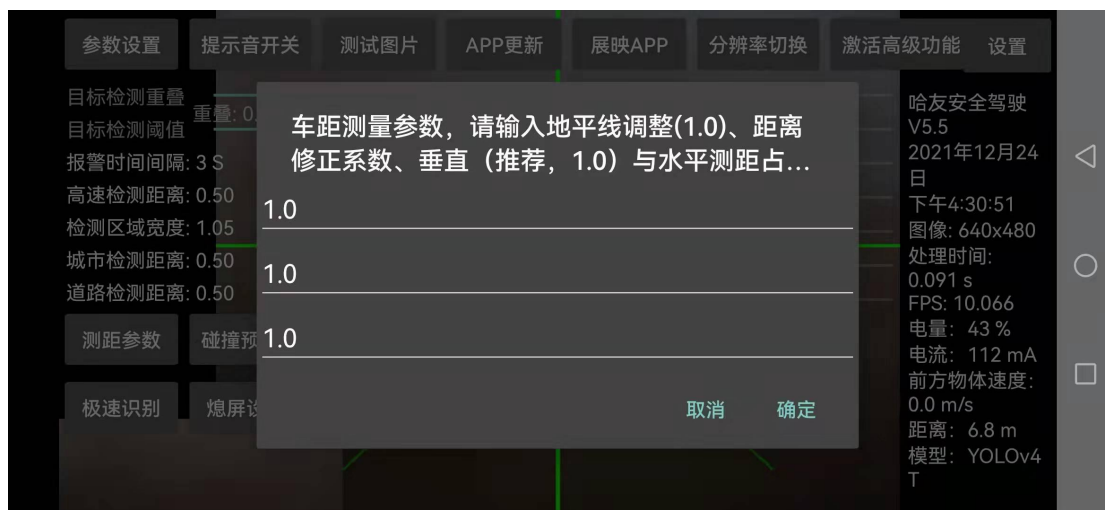 参数设置
提示音开关
测试图片
APP更新
展映APP
分辨率切换
激活高级功能
设置
目标检测重叠
重叠: 0.
目标检测阈值
报警时间间隔: 3 S
高速检测距离: 0.50
检测区域宽度: 1.05
城市检测距离: 0.50
道路检测距离: 0.50
测距参数
碰撞预
极速识别
熄屏设
车距测量参数，请输入地平线调整(1.0)、距离
修正系数、垂直（推荐，1.0）与水平测距占...
1.0
1.0
1.0
取消
确定
哈友安全驾驶
V5.5
2021年12月24
日
下午4:30:51
图像: 640x480
处理时间:
0.091 s
FPS: 10.066
电量： 43 %
电流： 112 mA
前方物体速度:
0.0 m/s
距离： 6.8 m
模型： YOLOv4
T